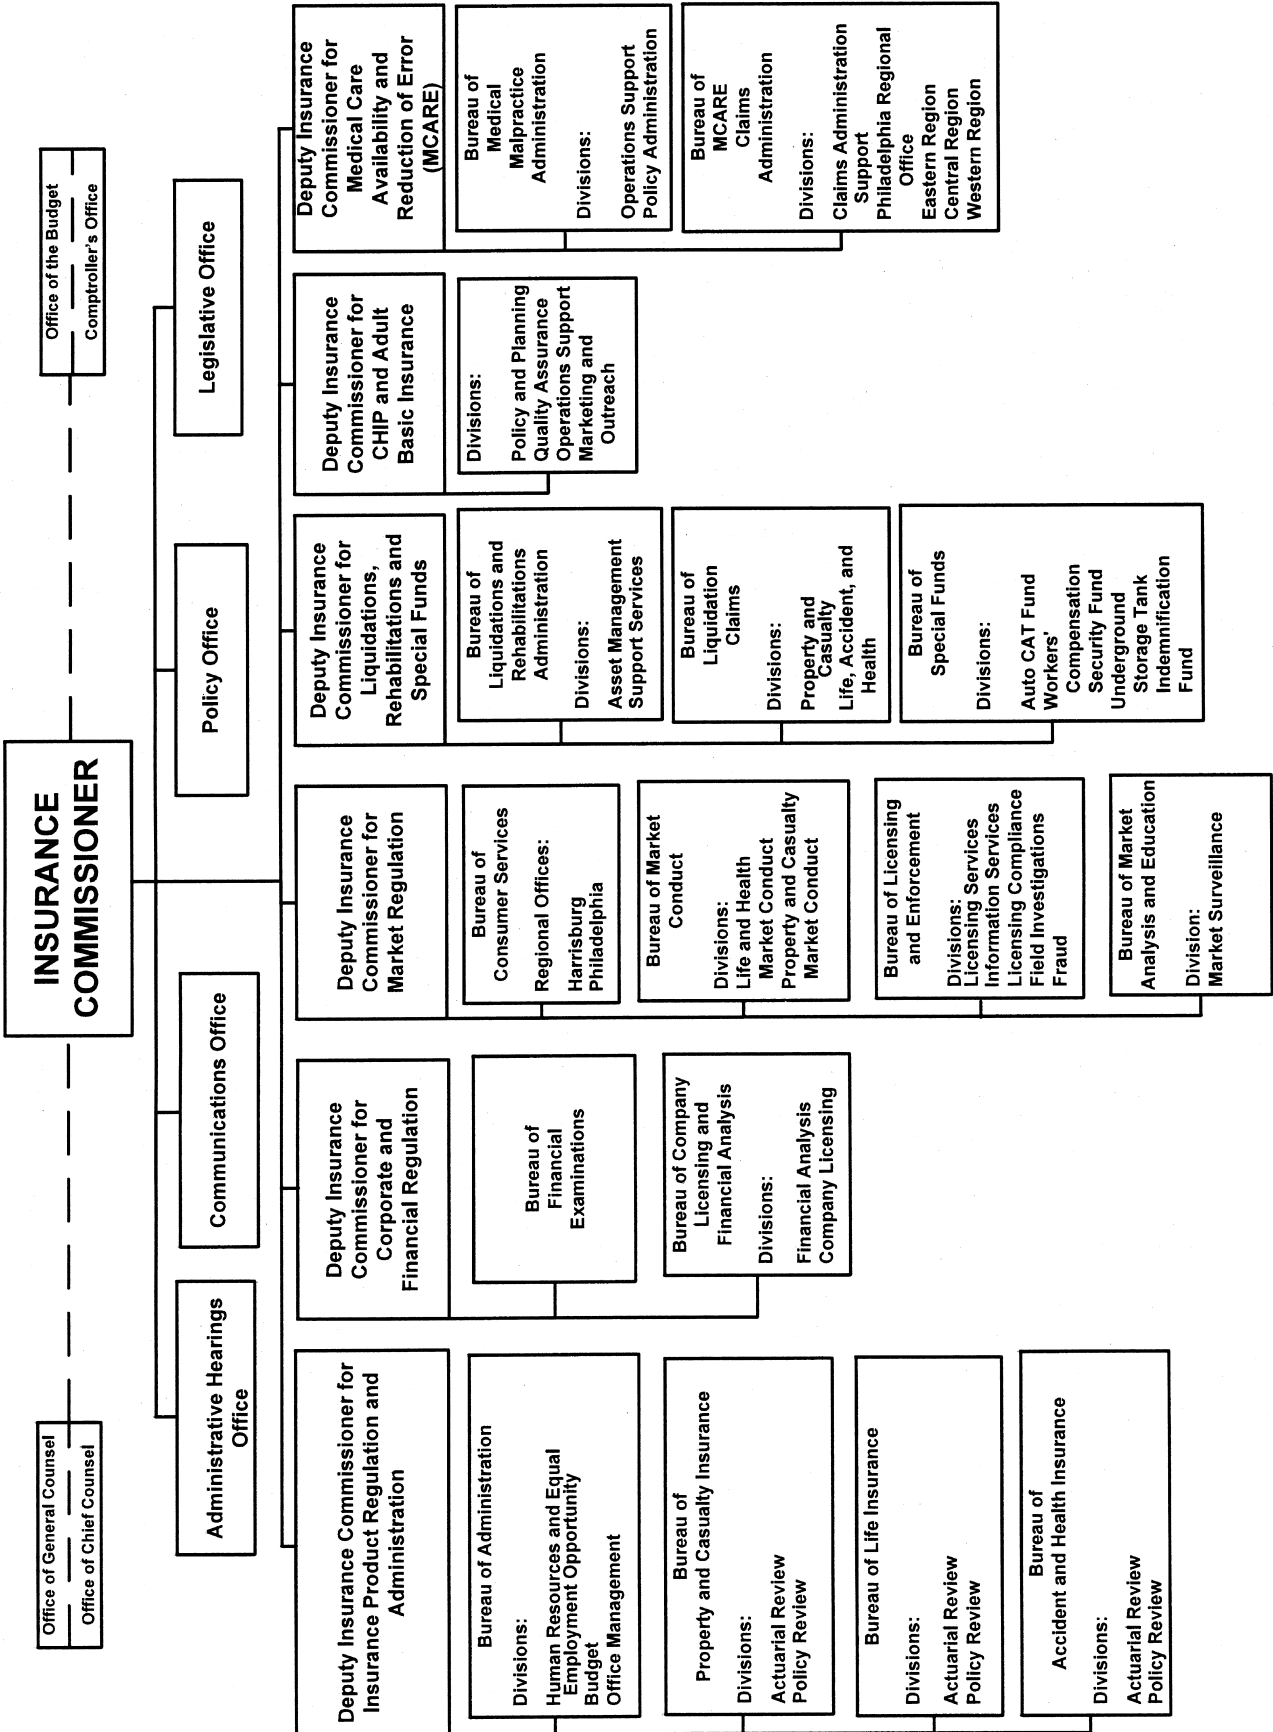 INSURANCE
COMMISSIONER
Office of General Counsel
Office of Chief Counsel
Office of the Budget
Comptroller's Office
Administrative Hearings
Office
Communications Office
Policy Office
Legislative Office
Deputy Insurance Commissioner for
Insurance Product Regulation and
Administration
Bureau of Administration
Divisions:
Human Resources and Equal
Employment Opportunity
Budget
Office Management
Bureau of
Property and Casualty Insurance
Divisions:
Actuarial Review
Policy Review
Bureau of Life Insurance
Divisions:
Actuarial Review
Policy Review
Bureau of
Accident and Health Insurance
Divisions:
Actuarial Review
Policy Review
Deputy Insurance
Commissioner for
Corporate and
Financial Regulation
Bureau of
Financial
Examinations
Bureau of Company
Licensing and
Financial Analysis
Divisions:
Financial Analysis
Company Licensing
Deputy Insurance
Commissioner for
Market Regulation
Bureau of
Consumer Services
Regional Offices:
Harrisburg
Philadelphia
Bureau of Market
Conduct
Divisions:
Life and Health
Market Conduct
Property and Casualty
Market Conduct
Bureau of Licensing
and Enforcement
Divisions:
Licensing Services
Information Services
Licensing Compliance
Field Investigations
Fraud
Bureau of Market
Analysis and Education
Division:
Market Surveillance
Deputy Insurance
Commissioner for
Liquidations,
Rehabilitations and
Special Funds
Bureau of
Liquidations and
Rehabilitations
Administration
Divisions:
Asset Management
Support Services
Bureau of
Liquidation
Claims
Divisions:
Property and
Casualty
Life, Accident, and
Health
Bureau of
Special Funds
Divisions:
Auto CAT Fund
Workers'
Compensation
Security Fund
Underground
Storage Tank
Indemnification
Fund
Deputy Insurance
Commissioner for
CHIP and Adult
Basic Insurance
Divisions:
Policy and Planning
Quality Assurance
Operations Support
Marketing and
Outreach
Deputy Insurance
Commissioner for
Medical Care
Availability and
Reduction of Error
(MCARE)
Bureau of
Medical
Malpractice
Administration
Divisions:
Operations Support
Policy Administration
Bureau of
MCARE
Claims
Administration
Divisions:
Claims Administration
Support
Philadelphia Regional
Office
Eastern Region
Central Region
Western Region